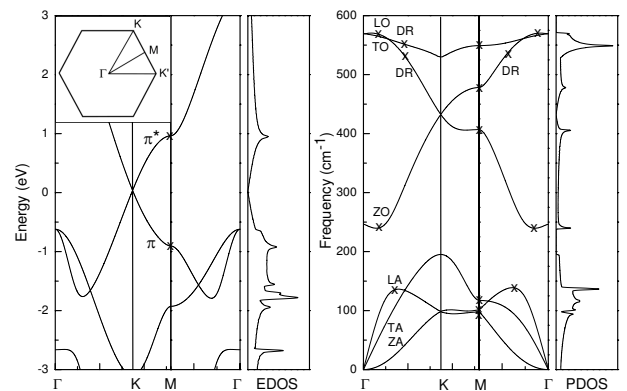 3
2
1
0
-1
-2
-3
Energy (eV)
K
M
Γ
K'
π*
π
Γ
K
M
Γ
EDOS
600
500
400
300
200
100
0
Frequency (cm-1)
LO
TO
DR
DR
DR
ZO
LA
TA
ZA
Γ
K
M
Γ
PDOS